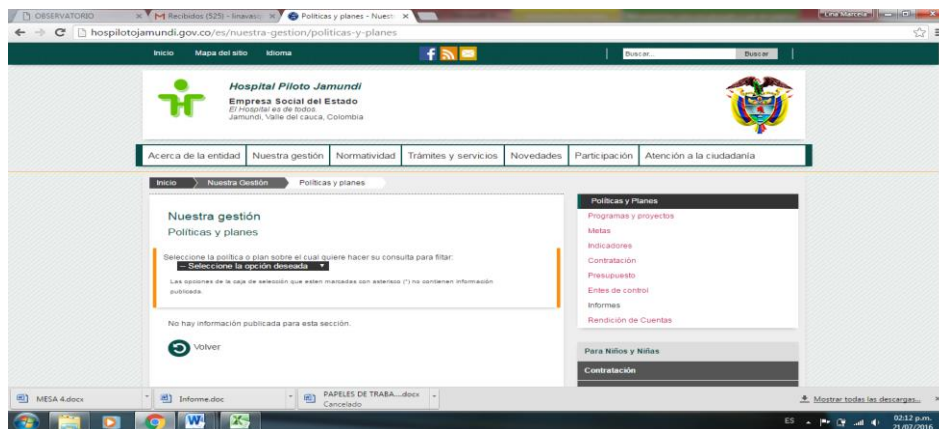 OBSERVATORIO
Recibidos (525) - linavasc
Políticas y planes - Nuest
Lina Marcela
hospilotojamundi.gov.co/es/nuestra-gestion/politicas-y-planes
Inicio Mapa del sitio Idioma
Buscar... Buscar
Hospital Piloto Jamundi
Empresa Social del Estado
El Hospital es de todos.
Jamundí, Valle del cauca, Colombia
Acerca de la entidad Nuestra gestión Normatividad Trámites y servicios Novedades Participación Atención a la ciudadanía
Inicio Nuestra Gestión Políticas y planes
Nuestra gestión
Políticas y planes
Seleccione la política o plan sobre el cual quiere hacer su consulta para filtar:
-- Seleccione la opción deseada
Las opciones de la caja de selección que esten marcadas con asterisco (*) no contienen información
publicada.
No hay información publicada para esta sección.
Volver
Políticas y Planes
Programas y proyectos
Metas
Indicadores
Contratación
Presupuesto
Entes de control
Informes
Rendición de Cuentas
Para Niños y Niñas
Contratación
MESA 4.docx
Informe.doc
PAPELES DE TRABA....docx
Cancelado
Mostrar todas las descargas...
ES
02:12 p.m.
21/07/2016